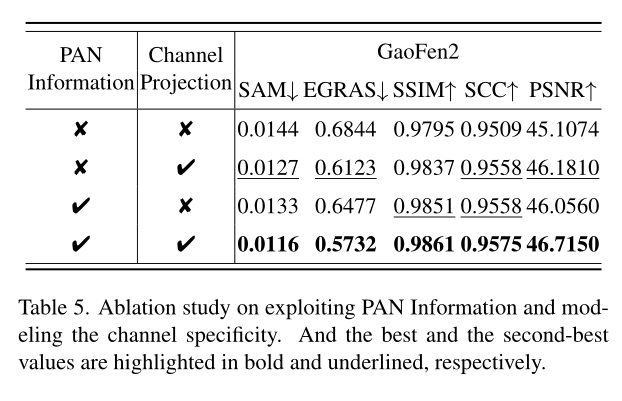 PAN Information Channel Projection GaoFen2
SAM↓ EGRAS↓ SSIM↑ SCC↑ PSNR↑
✘ ✘ 0.0144 0.6844 0.9795 0.9509 45.1074
✘ ✔ 0.0127 0.6123 0.9837 0.9558 46.1810
✔ ✘ 0.0133 0.6477 0.9851 0.9558 46.0560
✔ ✔ 0.0116 0.5732 0.9861 0.9575 46.7150
Table 5. Ablation study on exploiting PAN Information and mod-
eling the channel specificity. And the best and the second-best
values are highlighted in bold and underlined, respectively.